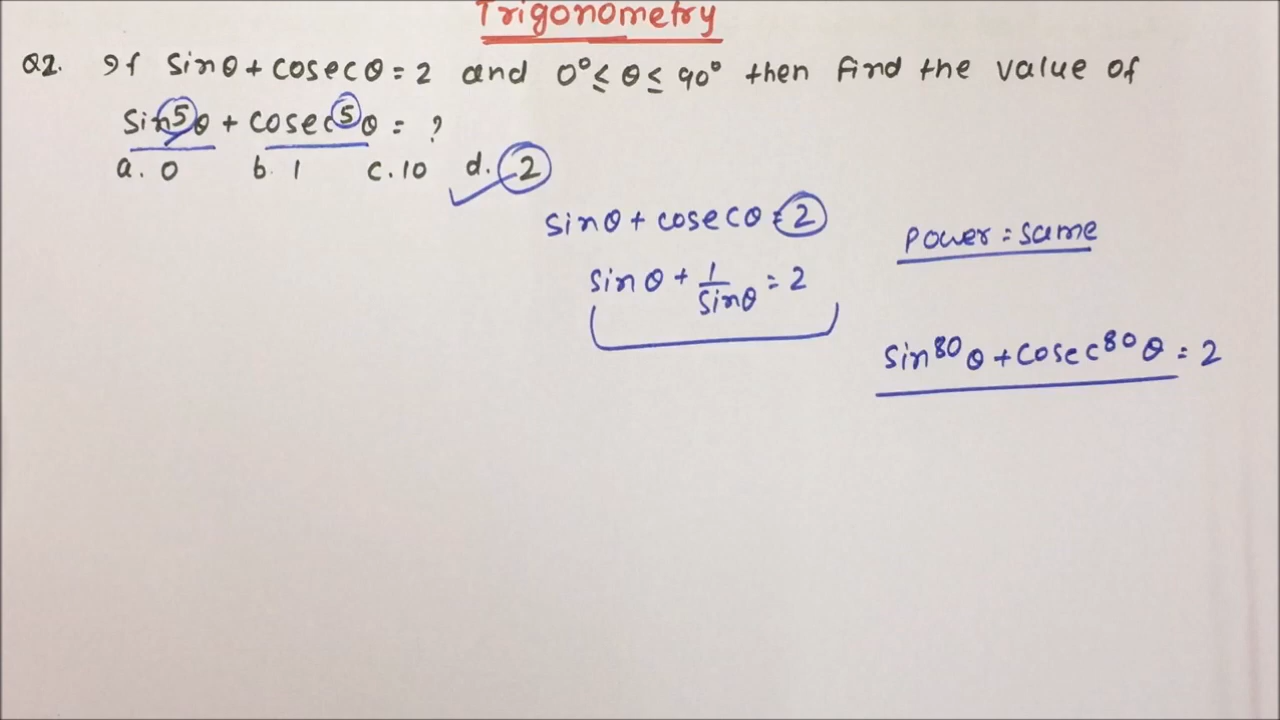 Trigonometry
Q2. If sinθ + cosecθ = 2 and 0° ≤ θ ≤ 90° then find the value of
sin⁵θ + cosec⁵θ = ?
a. 0 b. 1 c. 10 d. 2
sinθ + cosecθ = 2
sinθ + 1/sinθ = 2
Power = same
sin⁸⁰θ + cosec⁸⁰θ = 2